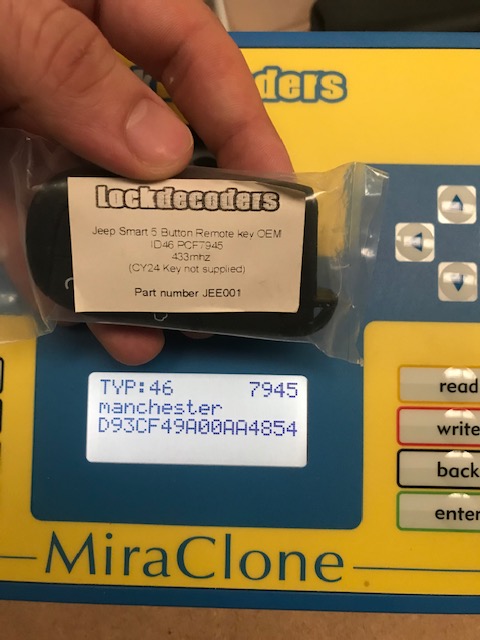 ders
lockdecoders
Jeep Smart 5 Button Remote key OEM
ID46 PCF7945
433mhz
(CY24 Key not supplied)
Part number JEE001
TYP:46 7945
manchester
D93CF49A00AA4854
read
write
back
enter
MiraClone